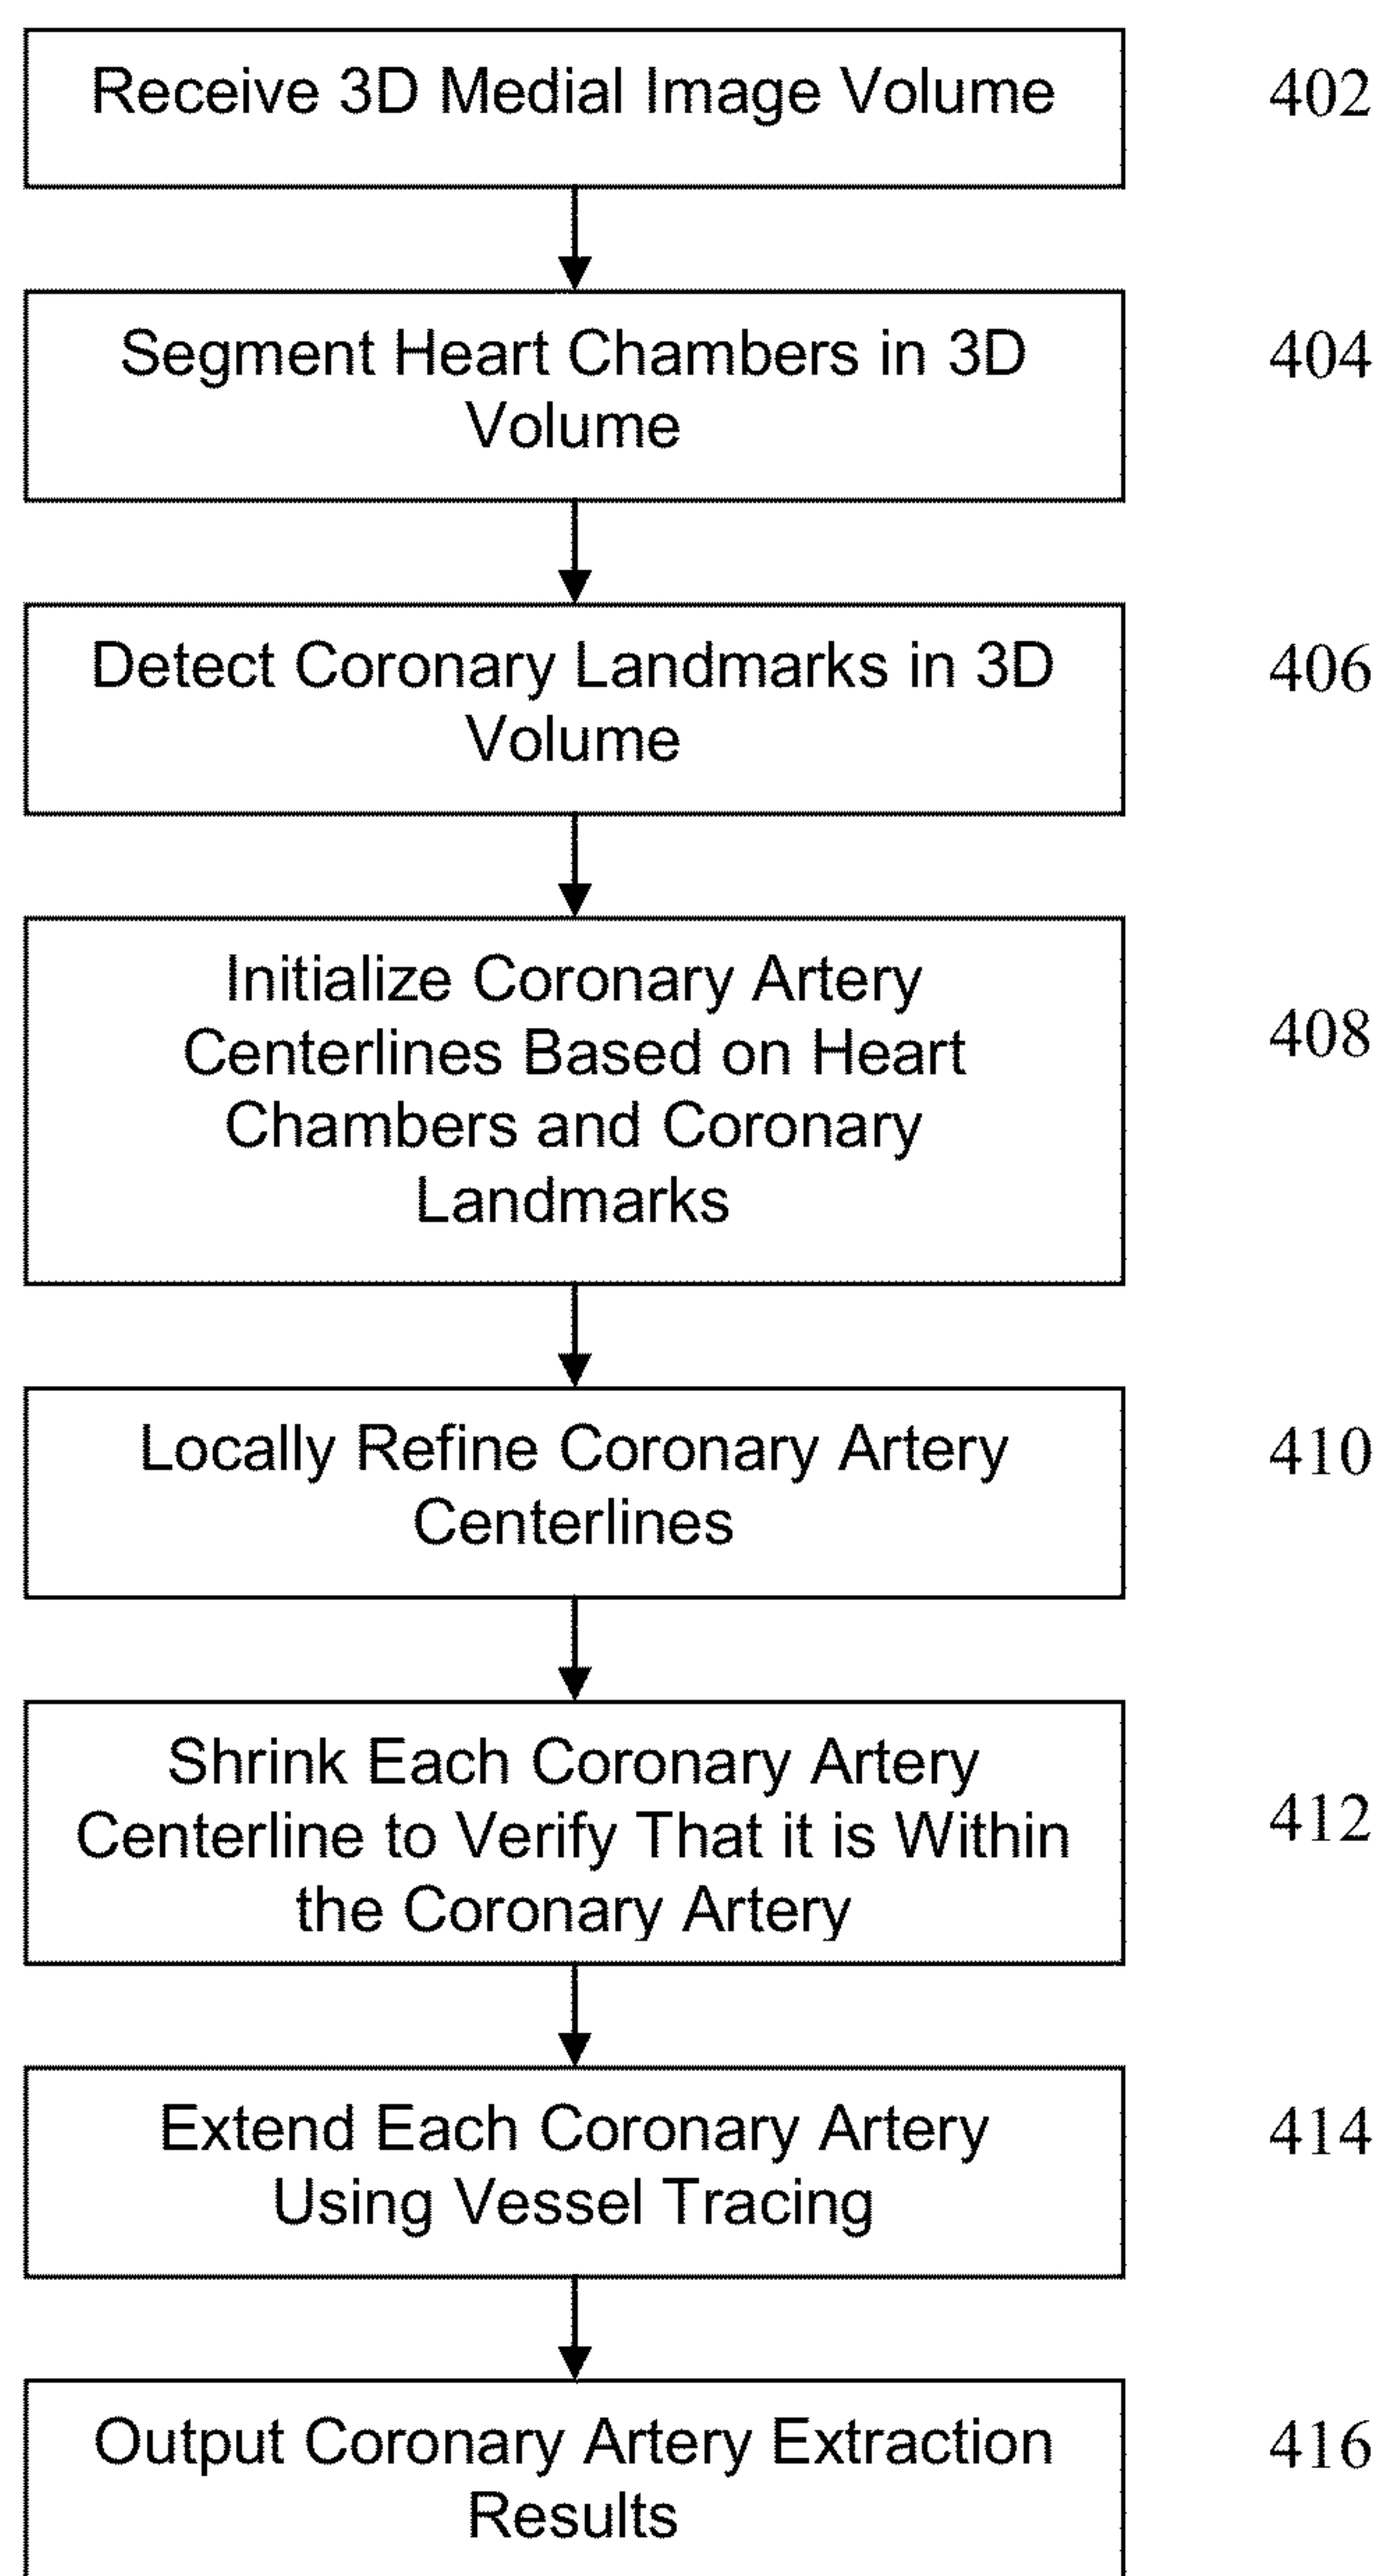 Receive 3D Medial Image Volume 402
Segment Heart Chambers in 3D 404
Volume
Detect Coronary Landmarks in 3D 406
Volume
Initialize Coronary Artery
Centerlines Based on Heart 408
Chambers and Coronary
Landmarks
Locally Refine Coronary Artery 410
Centerlines
Shrink Each Coronary Artery
Centerline to Verify That it is Within 412
the Coronary Artery
Extend Each Coronary Artery 414
Using Vessel Tracing
Output Coronary Artery Extraction 416
Results